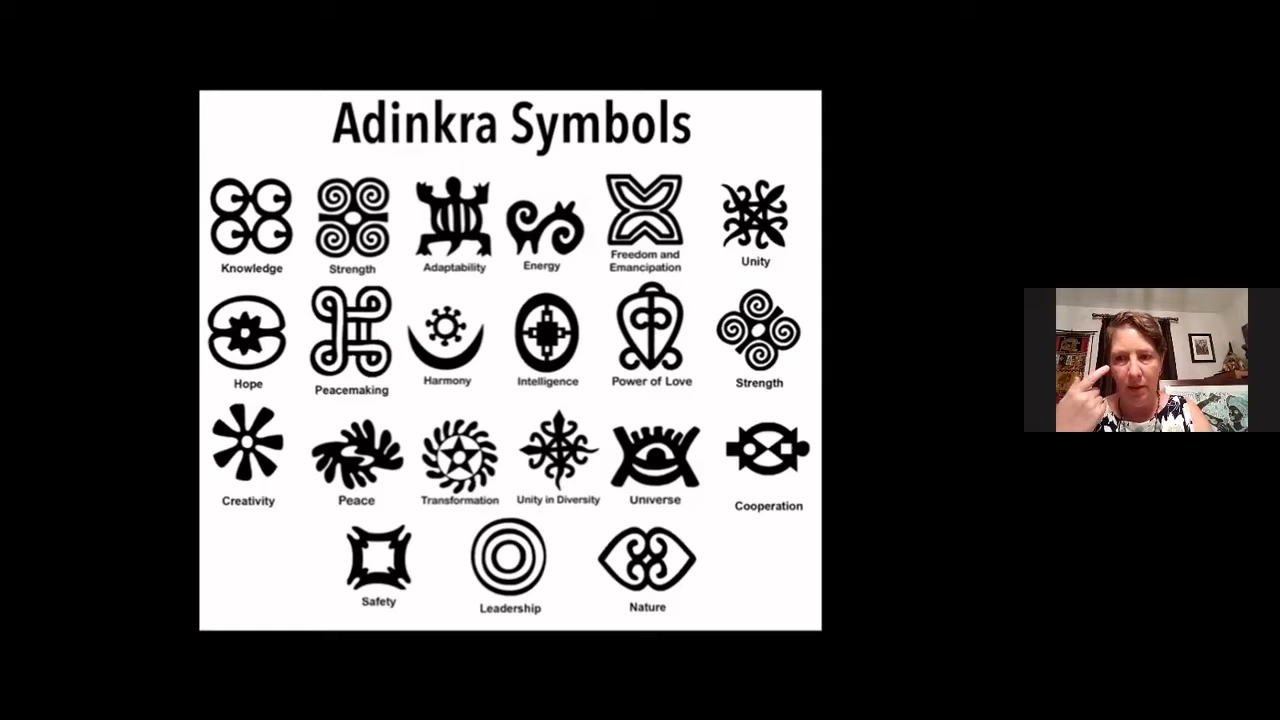 Adinkra Symbols
Knowledge
Strength
Adaptability
Energy
Freedom and
Emancipation
Unity
Hope
Peacemaking
Harmony
Intelligence
Power of Love
Strength
Creativity
Peace
Transformation
Unity in Diversity
Universe
Cooperation
Safety
Leadership
Nature